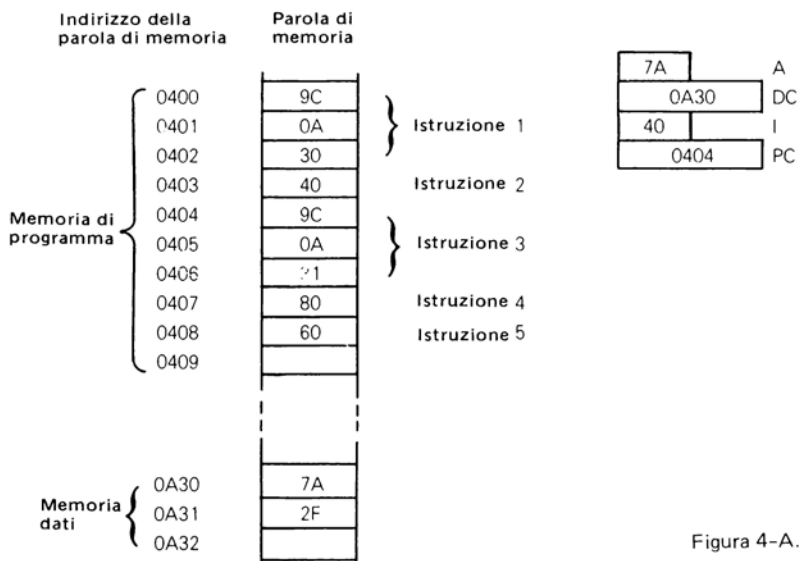 Indirizzo della
parola di memoria
Parola di
memoria
7A A
0A30 DC
40 I
0404 PC
Memoria di
programma
0400 9C
0401 0A Istruzione 1
0402 30
0403 40 Istruzione 2
0404 9C
0405 0A Istruzione 3
0406
0407 80 Istruzione 4
0408 60 Istruzione 5
0409
Memoria
dati
0A30 7A
0A31 2F
0A32
Figura 4-A.